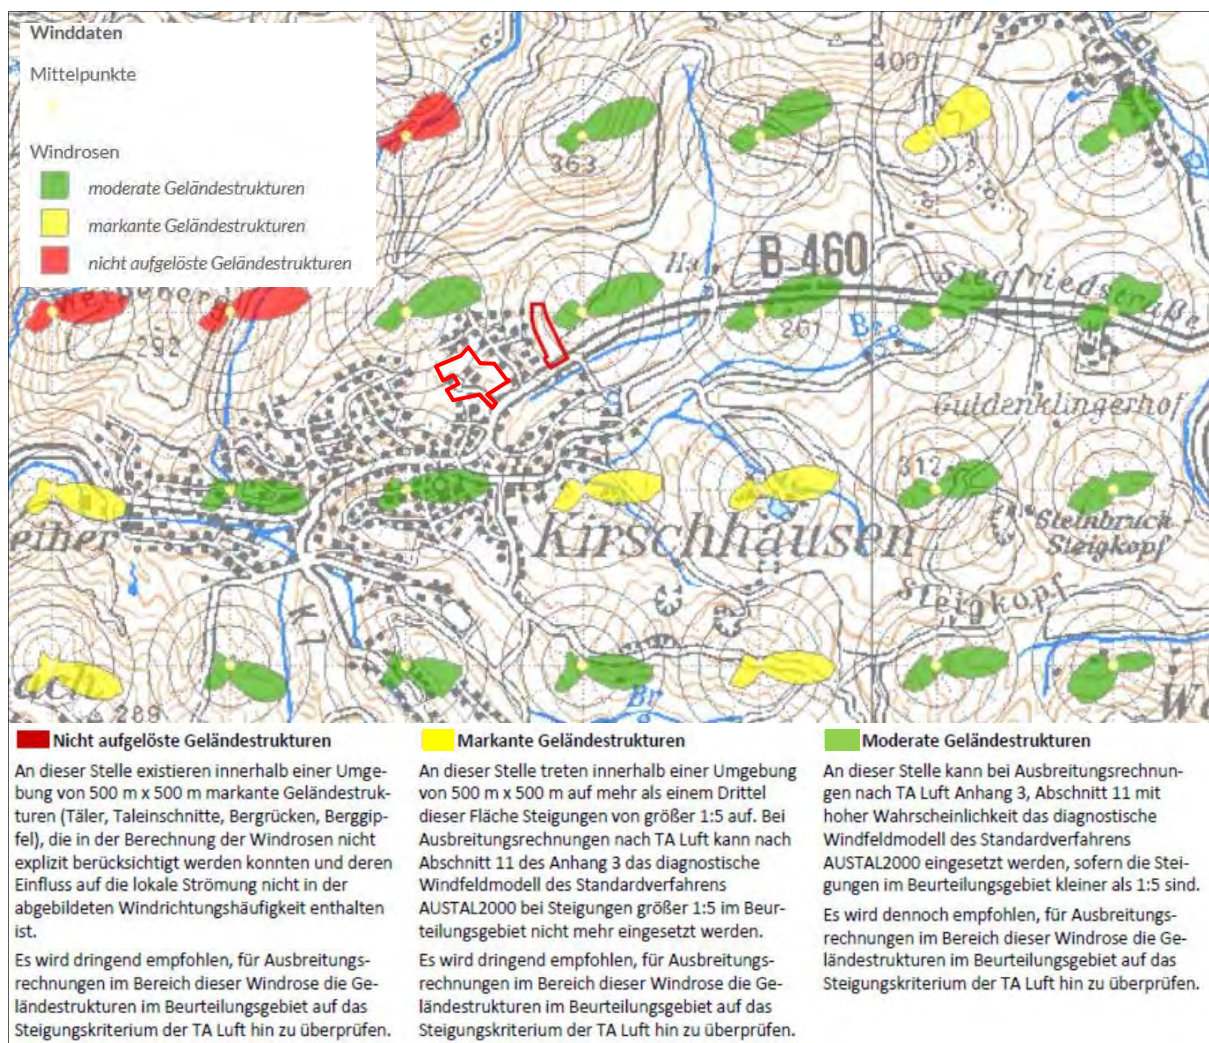 Winddaten
Mittelpunkte
Windrosen
moderate Geländestrukturen
markante Geländestrukturen
nicht aufgelöste Geländestrukturen
400
363
Ha
B-460
Siegfriedstraße
292
261
Guldenklingerhof
312
Kirschhausen
Steinbruch
Steigkopf
Steigkopf
K 1
Br
289
Nicht aufgelöste Geländestrukturen
An dieser Stelle existieren innerhalb einer Umge-
bung von 500 m x 500 m markante Geländestruk-
turen (Täler, Taleinschnitte, Bergrücken, Berggip-
fel), die in der Berechnung der Windrosen nicht
explizit berücksichtigt werden konnten und deren
Einfluss auf die lokale Strömung nicht in der
abgebildeten Windrichtungshäufigkeit enthalten
ist.
Es wird dringend empfohlen, für Ausbreitungs-
rechnungen im Bereich dieser Windrose die Ge-
ländestrukturen im Beurteilungsgebiet auf das
Steigungskriterium der TA Luft hin zu überprüfen.
Markante Geländestrukturen
An dieser Stelle treten innerhalb einer Umgebung
von 500 m x 500 m auf mehr als einem Drittel
dieser Fläche Steigungen von größer 1:5 auf. Bei
Ausbreitungsrechnungen nach TA Luft kann nach
Abschnitt 11 des Anhang 3 das diagnostische
Windfeldmodell des Standardverfahrens
AUSTAL2000 bei Steigungen größer 1:5 im Beur-
teilungsgebiet nicht mehr eingesetzt werden.
Es wird dringend empfohlen, für Ausbreitungs-
rechnungen im Bereich dieser Windrose die Ge-
ländestrukturen im Beurteilungsgebiet auf das
Steigungskriterium der TA Luft hin zu überprüfen.
Moderate Geländestrukturen
An dieser Stelle kann bei Ausbreitungsrechnun-
gen nach TA Luft Anhang 3, Abschnitt 11 mit
hoher Wahrscheinlichkeit das diagnostische
Windfeldmodell des Standardverfahrens
AUSTAL2000 eingesetzt werden, sofern die Stei-
gungen im Beurteilungsgebiet kleiner als 1:5 sind.
Es wird dennoch empfohlen, für Ausbreitungs-
rechnungen im Bereich dieser Windrose die Ge-
ländestrukturen im Beurteilungsgebiet auf das
Steigungskriterium der TA Luft hin zu überprüfen.